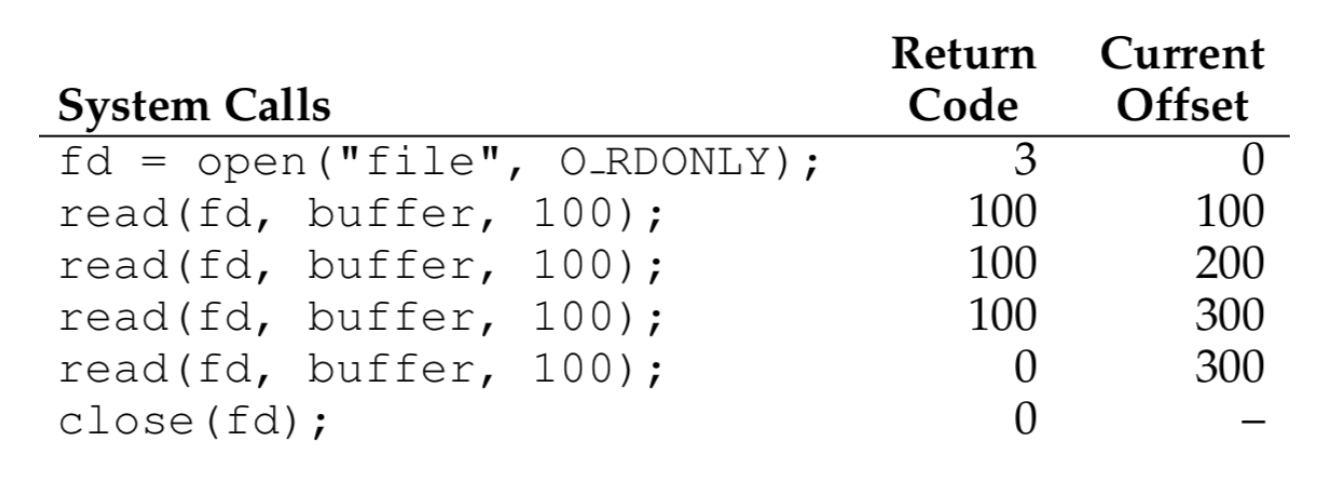 Return Current
System Calls Code Offset
fd = open("file", O_RDONLY); 3 0
read(fd, buffer, 100); 100 100
read(fd, buffer, 100); 100 200
read(fd, buffer, 100); 100 300
read(fd, buffer, 100); 0 300
close(fd); 0 –